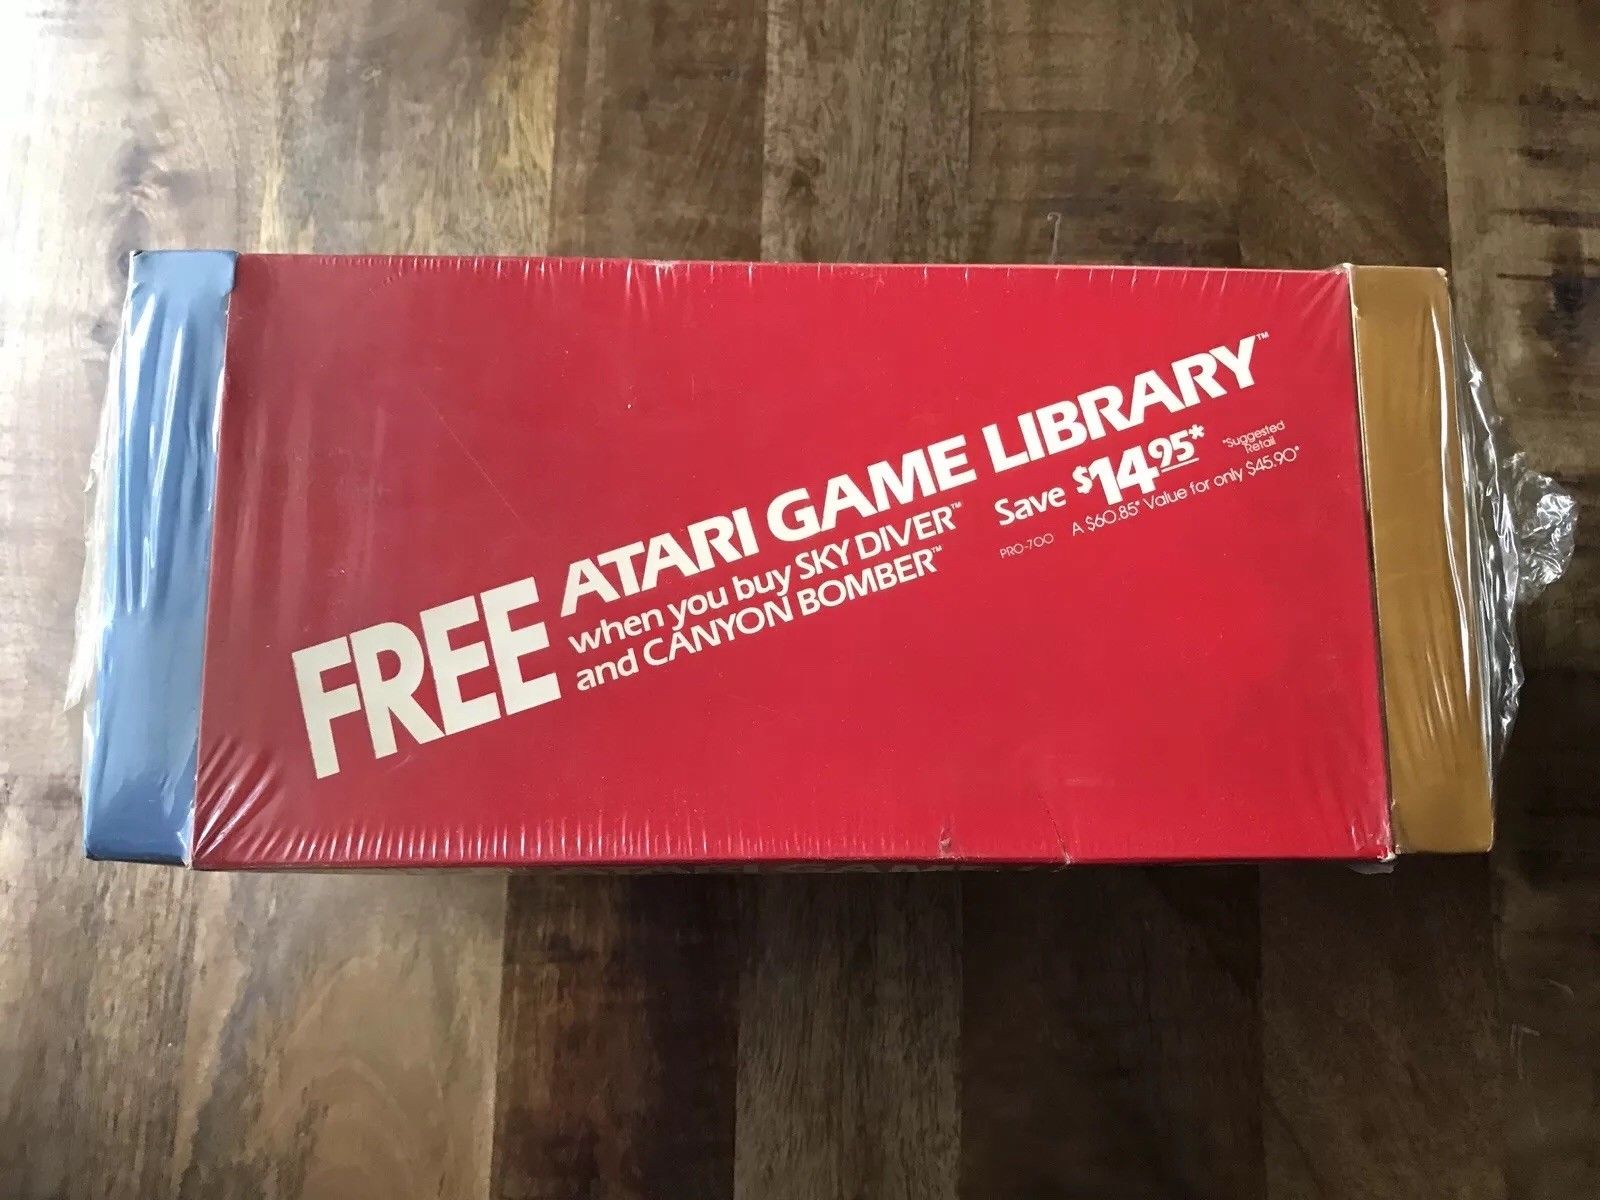 FREE ATARI GAME LIBRARY™
when you buy SKY DIVER™
and CANYON BOMBER™
Save $14.95*
*Suggested
Retail
PRO-700 A $60.85* Value for only $45.90*